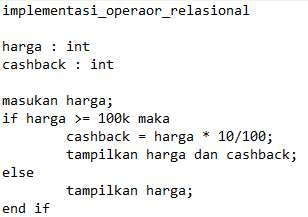 implementasi_operaor_relasional
harga : int
cashback : int
masukan harga;
if harga >= 100k maka
cashback = harga * 10/100;
tampilkan harga dan cashback;
else
tampilkan harga;
end if